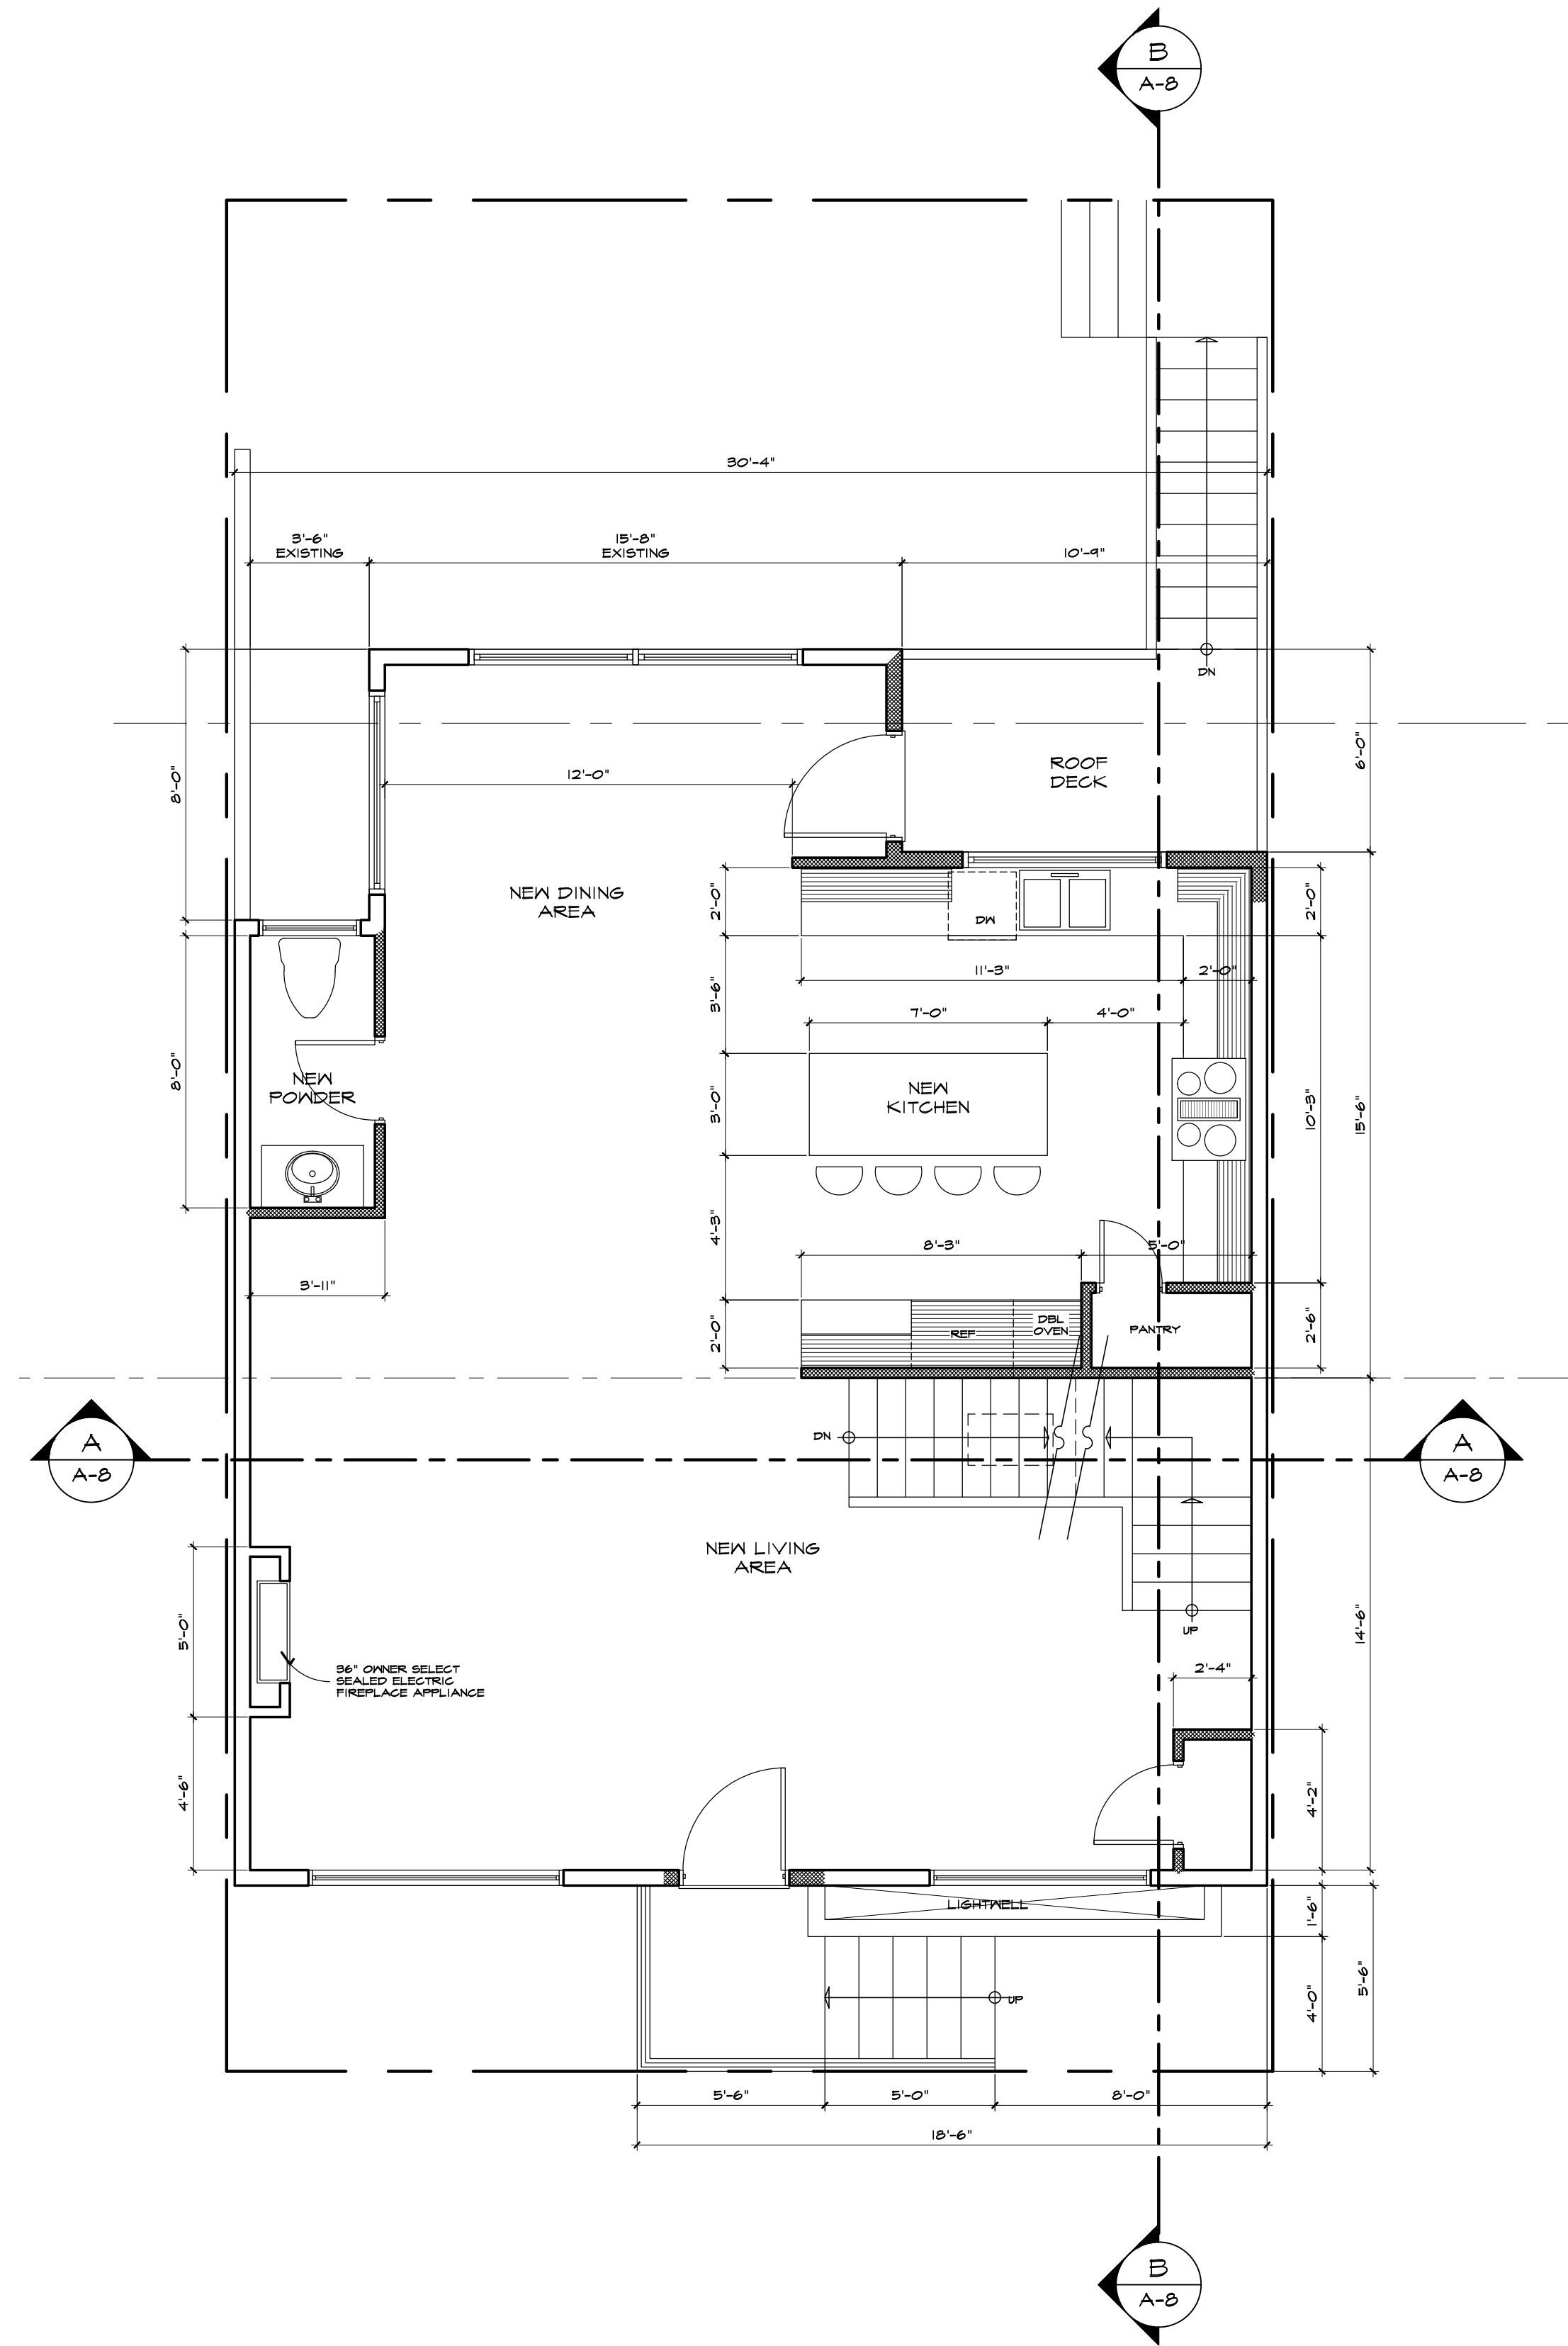 B
A-8
30'-4"
3'-6"
EXISTING
15'-8"
EXISTING
10'-9"
DN
8'-0"
12'-0"
ROOF
DECK
6'-0"
NEW DINING
AREA
2'-0"
DW
2'-0"
11'-3"
2'-0"
3'-6"
7'-0"
4'-0"
8'-0"
NEW
POWDER
NEW
KITCHEN
3'-0"
10'-3"
15'-6"
4'-3"
8'-3"
5'-0"
3'-11"
2'-0"
REF
DBL
OVEN
PANTRY
2'-6"
A
A-8
DN
A
A-8
NEW LIVING
AREA
5'-0"
UP
14'-6"
36" OWNER SELECT
SEALED ELECTRIC
FIREPLACE APPLIANCE
2'-4"
4'-6"
4'-2"
LIGHTWELL
1'-6"
UP
4'-0"
5'-6"
5'-6"
5'-0"
8'-0"
18'-6"
B
A-8